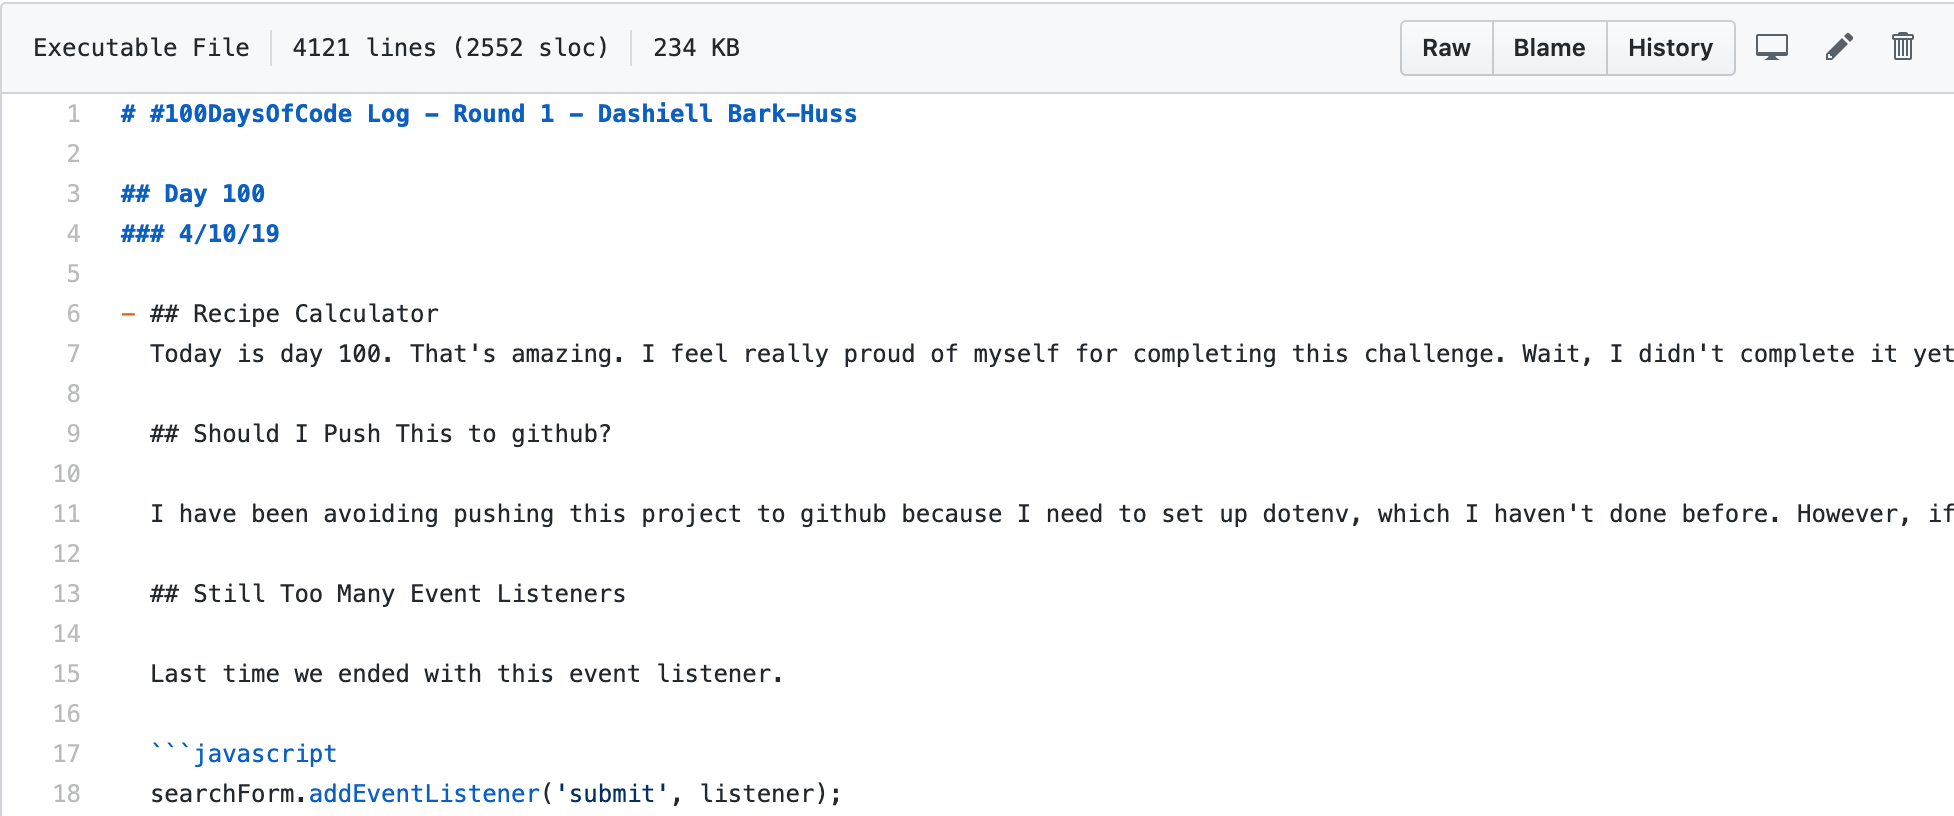 Executable File 4121 lines (2552 sloc) 234 KB Raw Blame History
1 # #100DaysOfCode Log - Round 1 - Dashiell Bark-Huss
2
3 ## Day 100
4 ### 4/10/19
5
6 - ## Recipe Calculator
7 Today is day 100. That's amazing. I feel really proud of myself for completing this challenge. Wait, I didn't complete it yet
8
9 ## Should I Push This to github?
10
11 I have been avoiding pushing this project to github because I need to set up dotenv, which I haven't done before. However, if
12
13 ## Still Too Many Event Listeners
14
15 Last time we ended with this event listener.
16
17 ```javascript
18 searchForm.addEventListener('submit', listener);